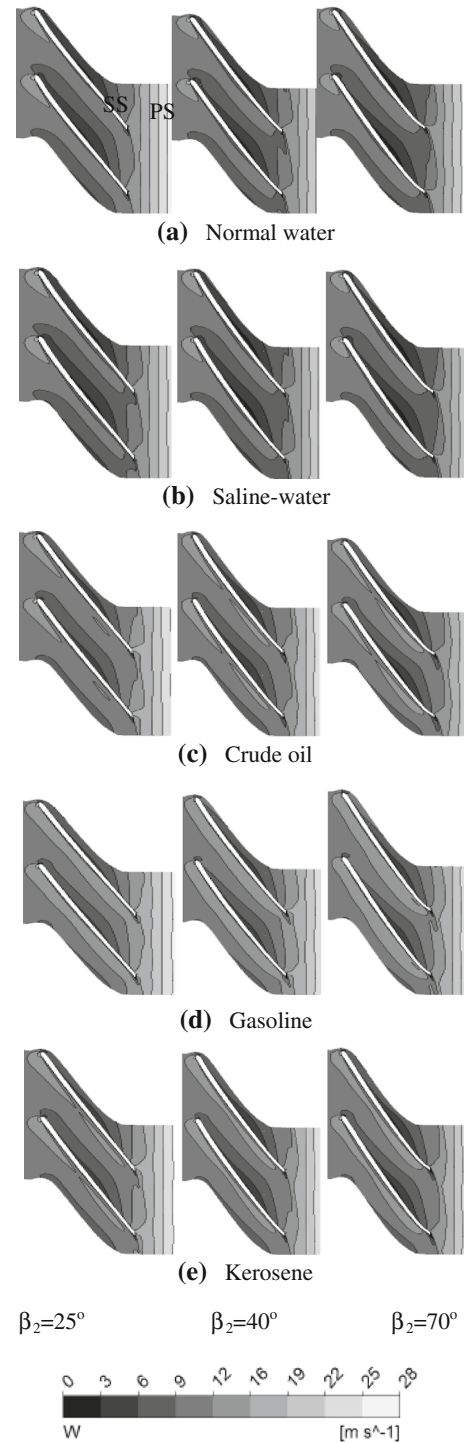 SS
PS
(a) Normal water
(b) Saline-water
(c) Crude oil
(d) Gasoline
(e) Kerosene
β₂=25° β₂=40° β₂=70°
0 3 6 9 12 16 19 22 25 28
W [m s^-1]